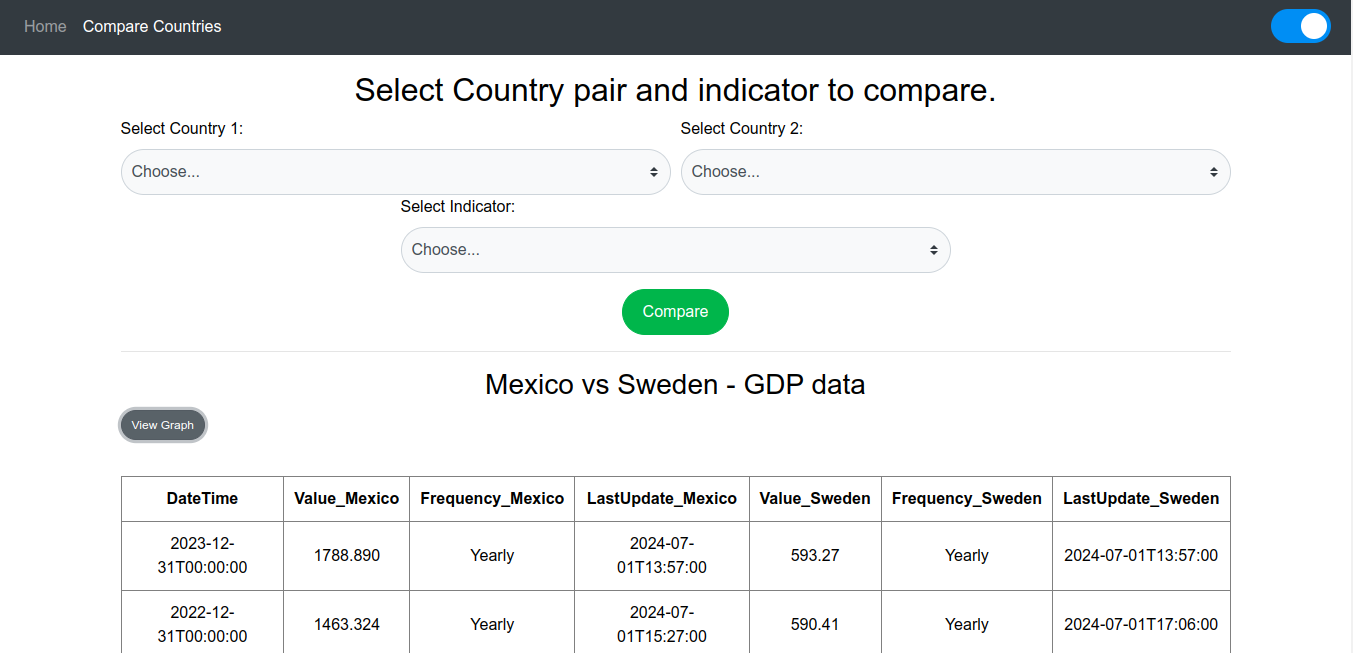 Home Compare Countries
Select Country pair and indicator to compare.
Select Country 1: Select Country 2:
Choose... Choose...
Select Indicator:
Choose...
Compare
Mexico vs Sweden - GDP data
View Graph
DateTime Value_Mexico Frequency_Mexico LastUpdate_Mexico Value_Sweden Frequency_Sweden LastUpdate_Sweden
2023-12-31T00:00:00 1788.890 Yearly 2024-07-01T13:57:00 593.27 Yearly 2024-07-01T13:57:00
2022-12-31T00:00:00 1463.324 Yearly 2024-07-01T15:27:00 590.41 Yearly 2024-07-01T17:06:00